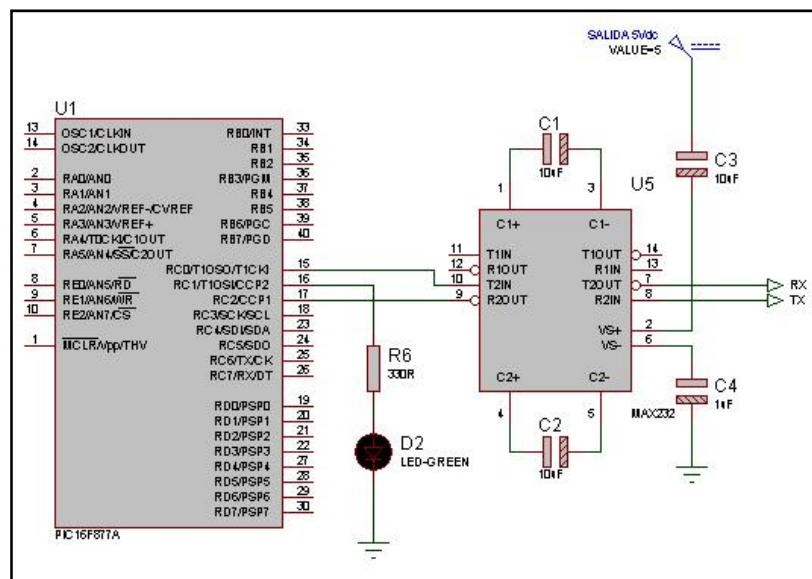 SALIDA 5Vdc
VALUE=5
U1
13 OSC1/CLKIN
14 OSC2/CLKOUT
2 RA0/AN0
3 RA1/AN1
4 RA2/AN2/VREF-/CVREF
5 RA3/AN3/VREF+
6 RA4/T0CKI/C1OUT
7 RA5/AN4/SS/C2OUT
8 RE0/AN5/RD
9 RE1/AN6/WR
10 RE2/AN7/CS
1 MCLR/Vpp/THV
RB0/INT 33
RB1 34
RB2 35
RB3/PGM 36
RB4 37
RB5 38
RB6/PGC 39
RB7/PGD 40
RC0/T1OSO/T1CKI 15
RC1/T1OSI/CCP2 16
RC2/CCP1 17
RC3/SCK/SCL 18
RC4/SDI/SDA 23
RC5/SDO 24
RC6/TX/CK 25
RC7/RX/DT 26
RD0/PSP0 19
RD1/PSP1 20
RD2/PSP2 21
RD3/PSP3 22
RD4/PSP4 27
RD5/PSP5 28
RD6/PSP6 29
RD7/PSP7 30
PIC16F877A
R6
330R
D2
LED-GREEN
C1
10uF
1
3
U5
C1+
C1-
11 T1IN
12 R1OUT
10 T2IN
9 R2OUT
T1OUT 14
R1IN 13
T2OUT 7
R2IN 8
VS+ 2
VS- 6
C2+
C2-
4
5
MAX232
C2
10uF
C3
10uF
RX
TX
C4
1uF